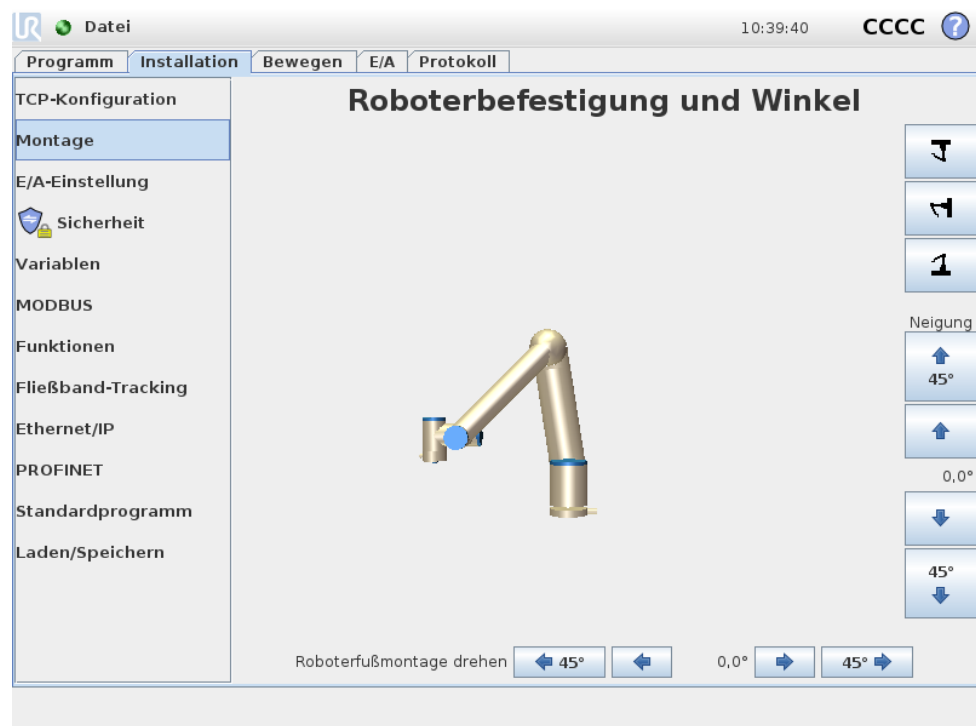 UR Datei 10:39:40 CCCC ?
Programm Installation Bewegen E/A Protokoll
TCP-Konfiguration
Montage
E/A-Einstellung
Sicherheit
Variablen
MODBUS
Funktionen
Fließband-Tracking
Ethernet/IP
PROFINET
Standardprogramm
Laden/Speichern
Roboterbefestigung und Winkel
Neigung
45°
0,0°
45°
Roboterfußmontage drehen 45° 0,0° 45°